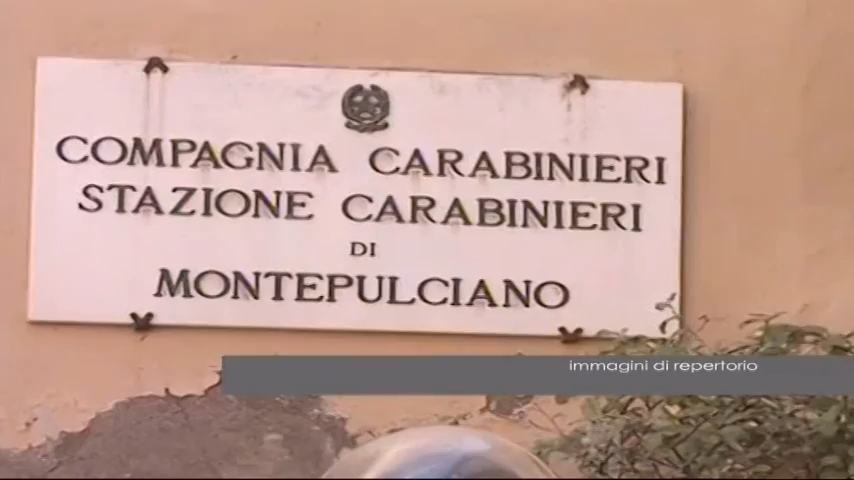 COMPAGNIA CARABINIERI
STAZIONE CARABINIERI
DI
MONTEPULCIANO
immagini di repertorio